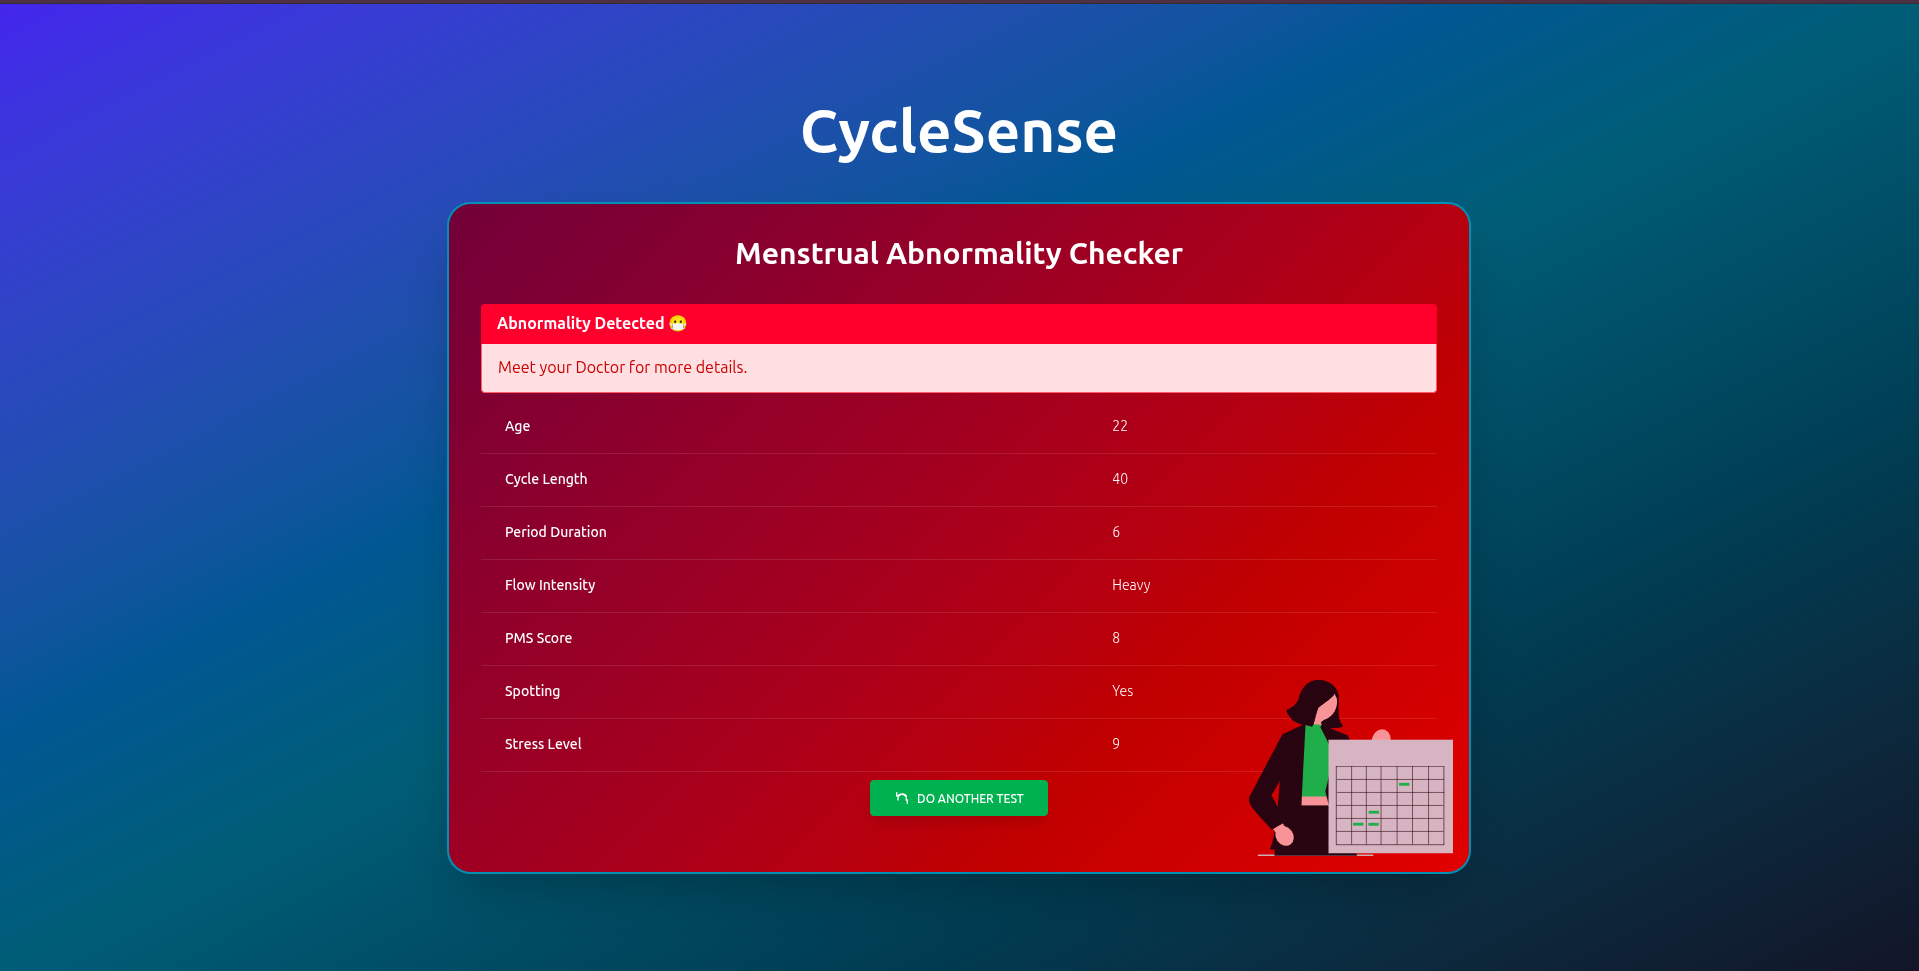 CycleSense
Menstrual Abnormality Checker
Abnormality Detected 😷
Meet your Doctor for more details.
Age 22
Cycle Length 40
Period Duration 6
Flow Intensity Heavy
PMS Score 8
Spotting Yes
Stress Level 9
DO ANOTHER TEST